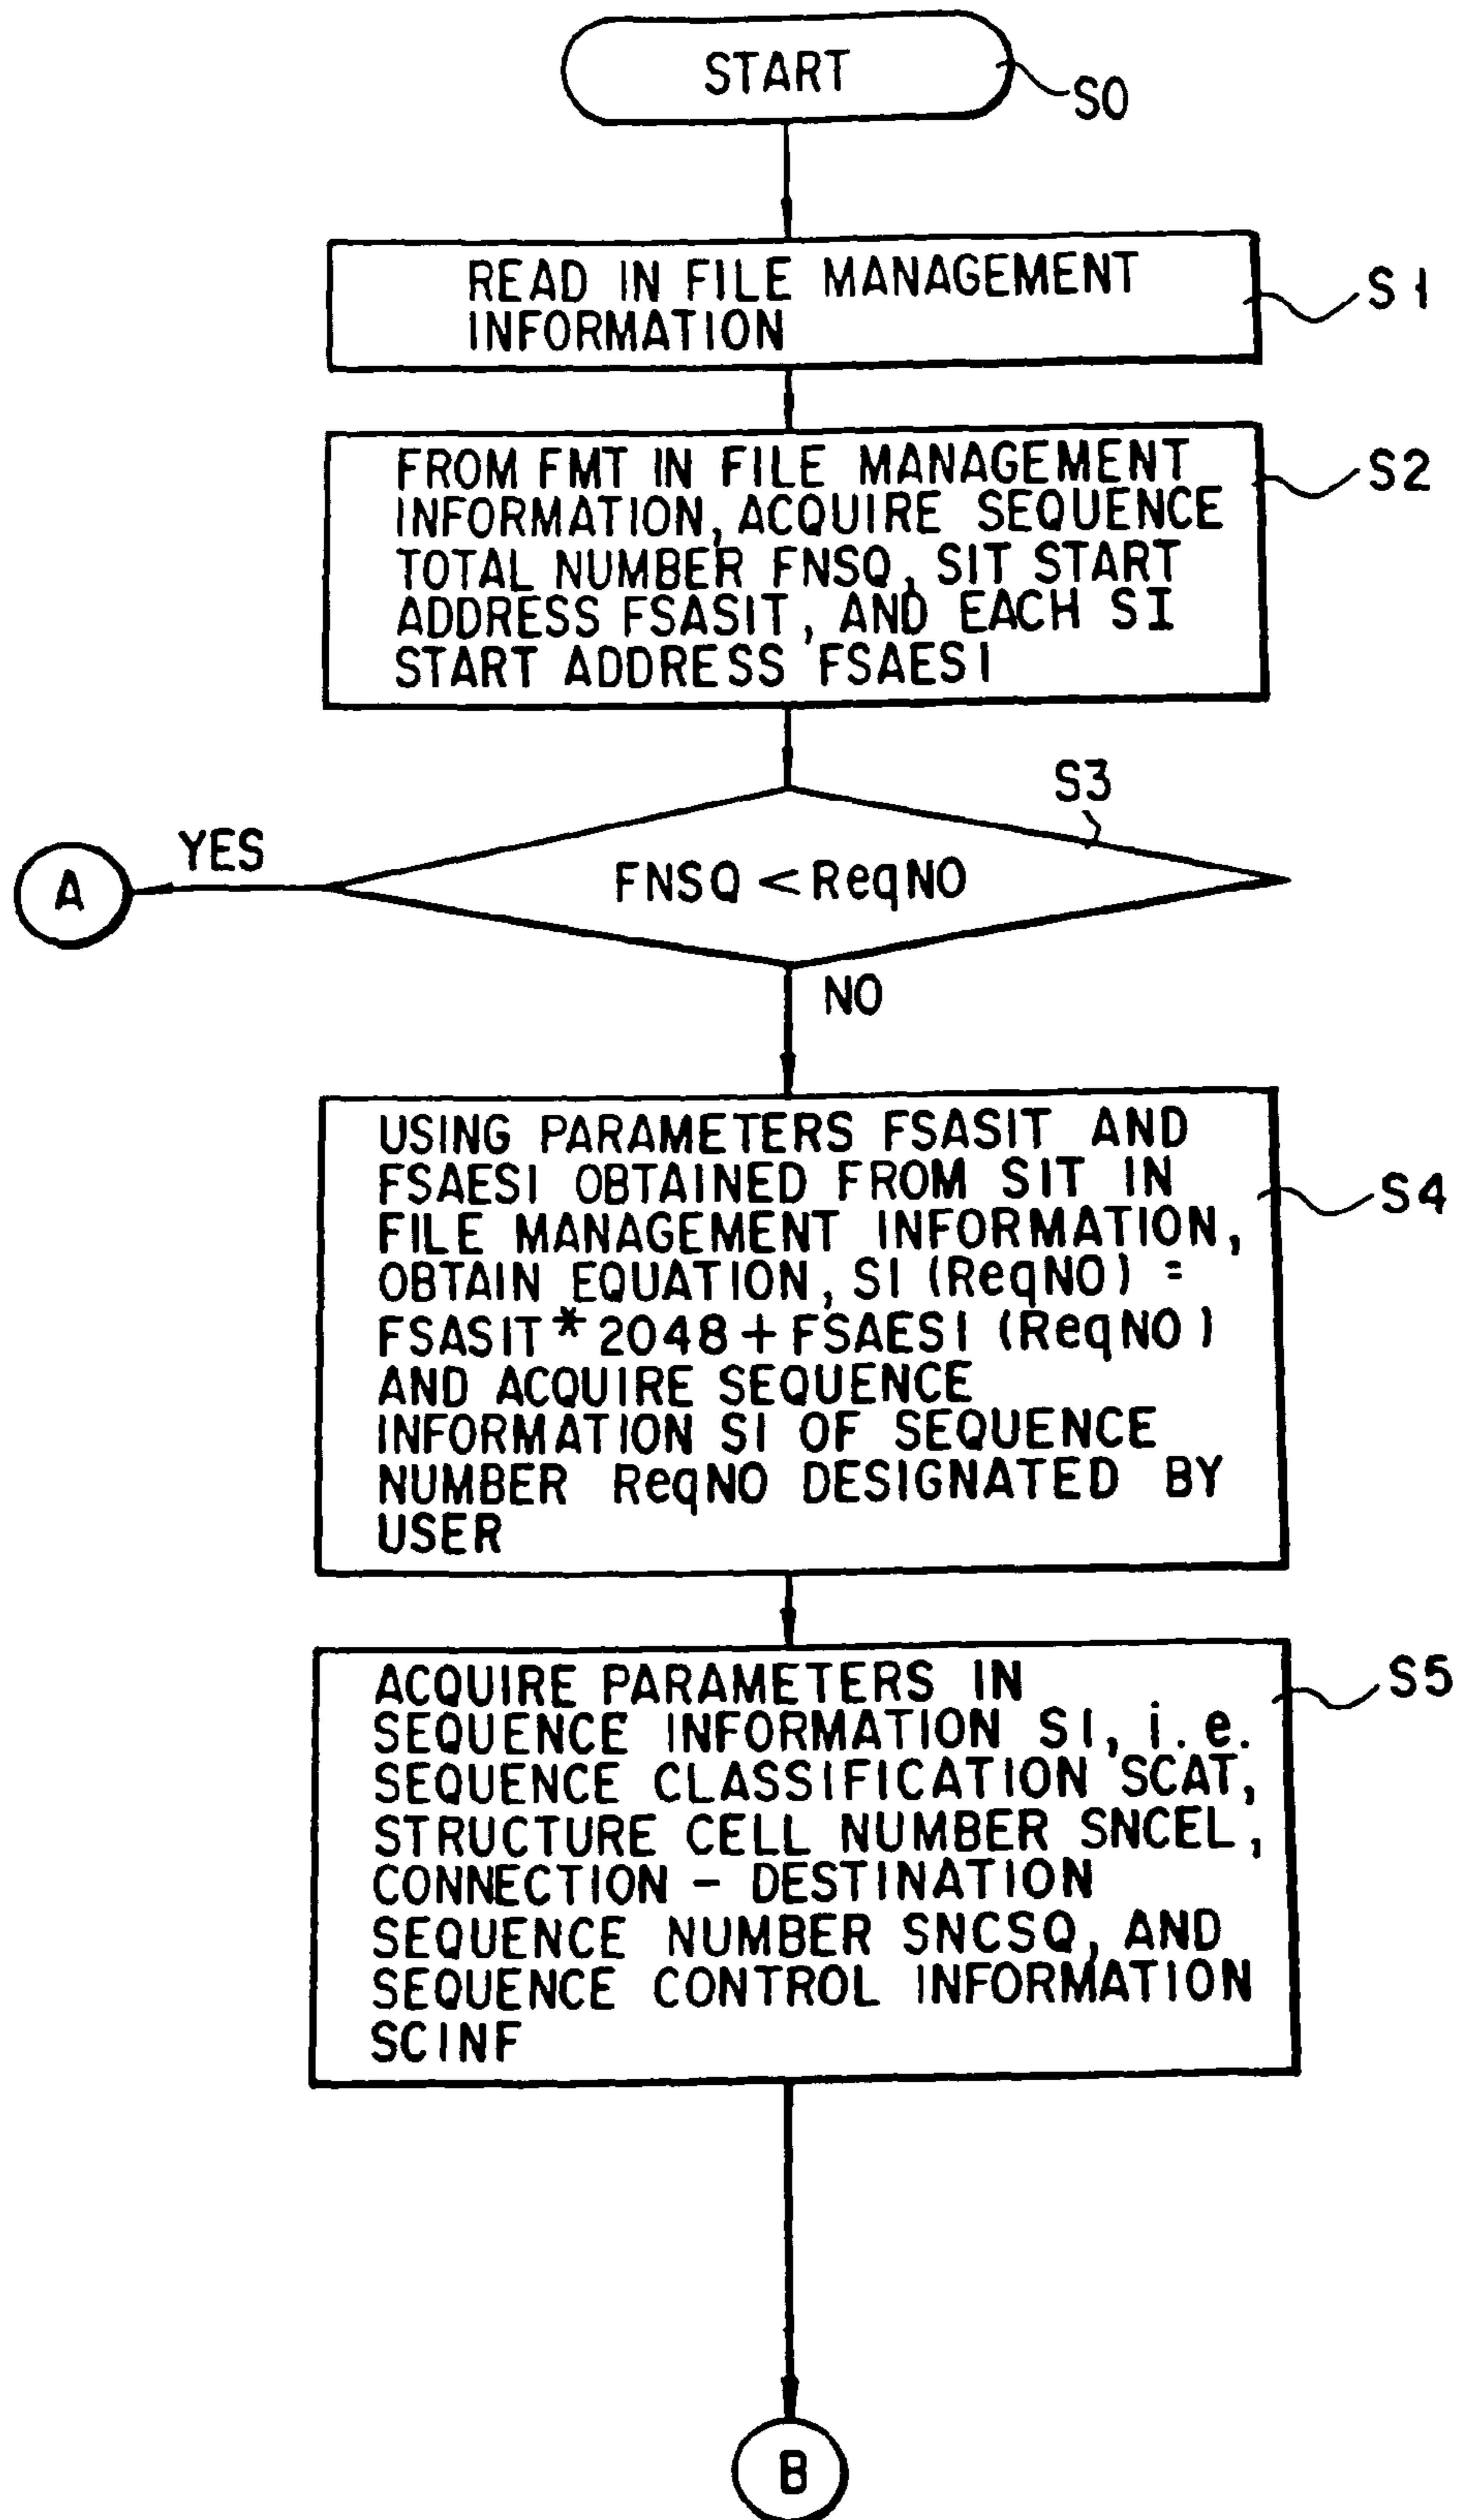 START
S0
READ IN FILE MANAGEMENT
INFORMATION
S1
FROM FMT IN FILE MANAGEMENT
INFORMATION, ACQUIRE SEQUENCE
TOTAL NUMBER FNSQ, SIT START
ADDRESS FSASIT, AND EACH SI
START ADDRESS FSAESI
S2
S3
FNSQ < ReqNO
YES
A
NO
USING PARAMETERS FSASIT AND
FSAESI OBTAINED FROM SIT IN
FILE MANAGEMENT INFORMATION,
OBTAIN EQUATION, SI (ReqNO) =
FSASIT * 2048 + FSAESI (ReqNO)
AND ACQUIRE SEQUENCE
INFORMATION SI OF SEQUENCE
NUMBER ReqNO DESIGNATED BY
USER
S4
ACQUIRE PARAMETERS IN
SEQUENCE INFORMATION SI, i.e.
SEQUENCE CLASSIFICATION SCAT,
STRUCTURE CELL NUMBER SNCEL,
CONNECTION - DESTINATION
SEQUENCE NUMBER SNCSQ, AND
SEQUENCE CONTROL INFORMATION
SCINF
S5
B